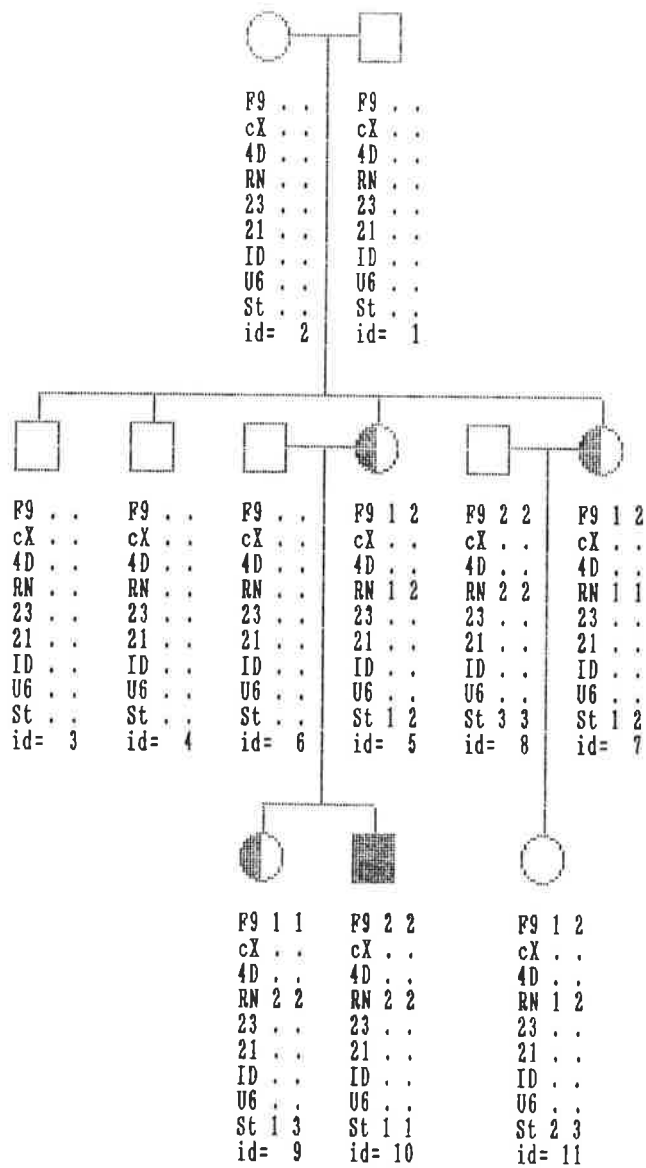 F9 . .
cX . .
4D . .
RN . .
23 . .
21 . .
ID . .
U6 . .
St . .
id= 2
F9 . .
cX . .
4D . .
RN . .
23 . .
21 . .
ID . .
U6 . .
St . .
id= 1
F9 . .
cX . .
4D . .
RN . .
23 . .
21 . .
ID . .
U6 . .
St . .
id= 3
F9 . .
cX . .
4D . .
RN . .
23 . .
21 . .
ID . .
U6 . .
St . .
id= 4
F9 . .
cX . .
4D . .
RN . .
23 . .
21 . .
ID . .
U6 . .
St . .
id= 6
F9 1 2
cX . .
4D . .
RN 1 2
23 . .
21 . .
ID . .
U6 . .
St 1 2
id= 5
F9 2 2
cX . .
4D . .
RN 2 2
23 . .
21 . .
ID . .
U6 . .
St 3 3
id= 8
F9 1 2
cX . .
4D . .
RN 1 1
23 . .
21 . .
ID . .
U6 . .
St 1 2
id= 7
F9 1 1
cX . .
4D . .
RN 2 2
23 . .
21 . .
ID . .
U6 . .
St 1 3
id= 9
F9 2 2
cX . .
4D . .
RN 2 2
23 . .
21 . .
ID . .
U6 . .
St 1 1
id= 10
F9 1 2
cX . .
4D . .
RN 1 2
23 . .
21 . .
ID . .
U6 . .
St 2 3
id= 11